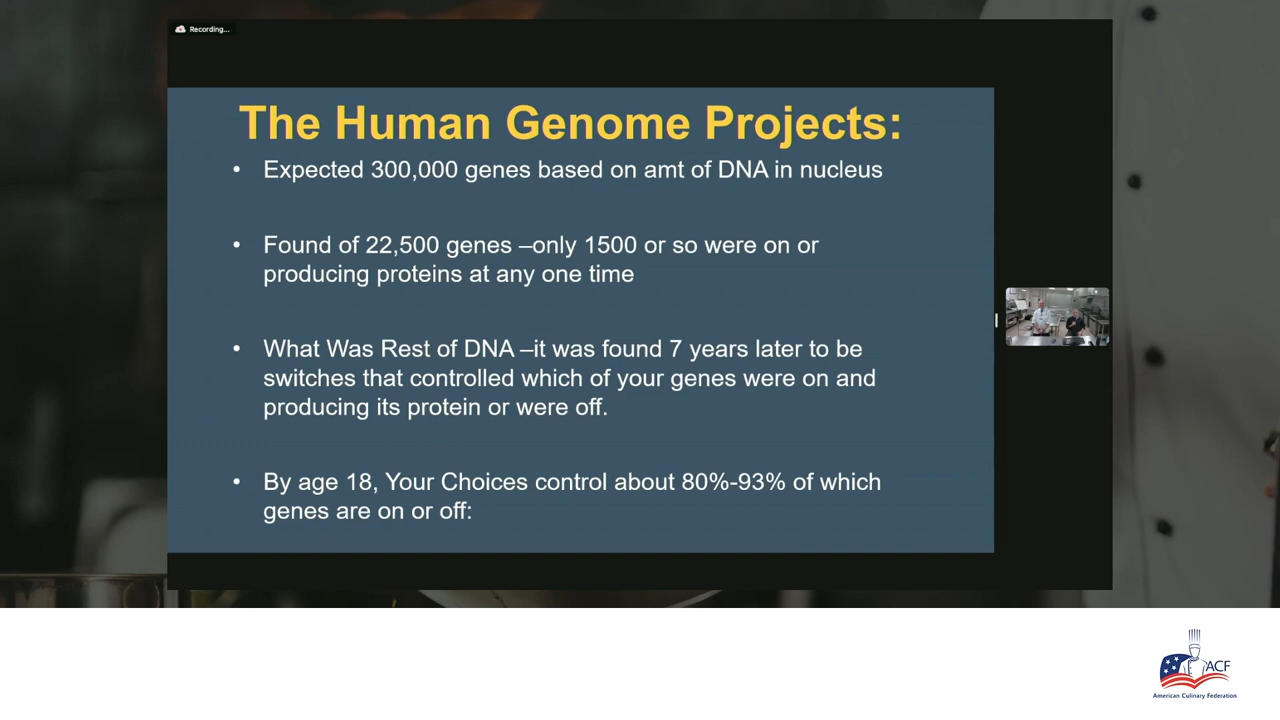 Recording...
The Human Genome Projects:
• Expected 300,000 genes based on amt of DNA in nucleus
• Found of 22,500 genes –only 1500 or so were on or
producing proteins at any one time
• What Was Rest of DNA –it was found 7 years later to be
switches that controlled which of your genes were on and
producing its protein or were off.
• By age 18, Your Choices control about 80%-93% of which
genes are on or off:
ACF
American Culinary Federation